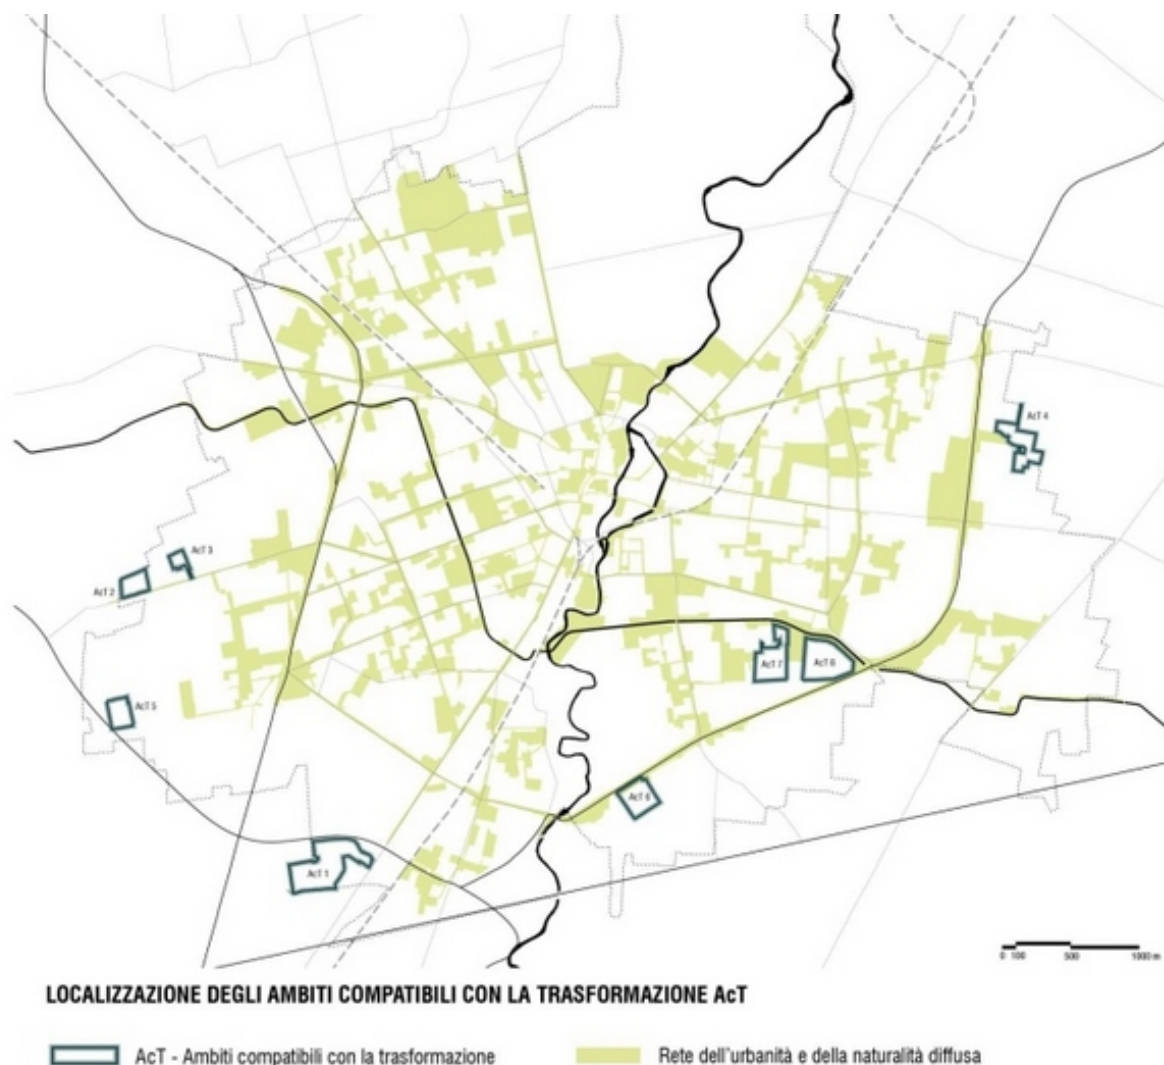 AcT 4
AcT 3
AcT 2
AcT 7
AcT 8
AcT 5
AcT 6
AcT 1
0 100 500 1000 m
LOCALIZZAZIONE DEGLI AMBITI COMPATIBILI CON LA TRASFORMAZIONE AcT
AcT - Ambiti compatibili con la trasformazione
Rete dell'urbanità e della naturalità diffusa